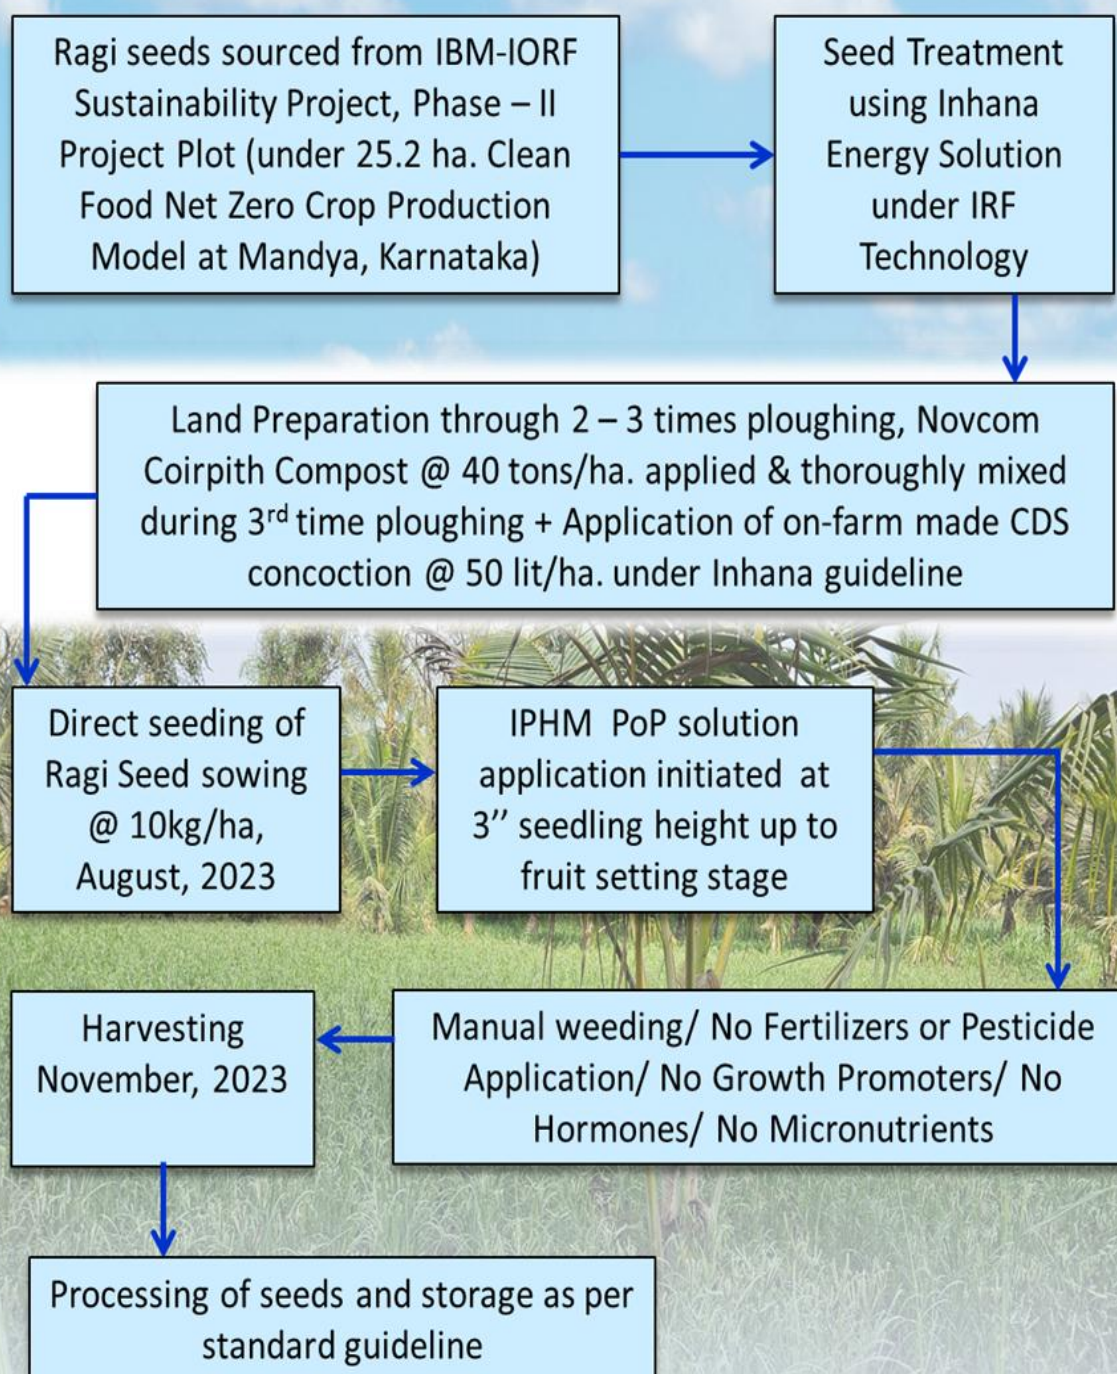 Ragi seeds sourced from IBM-IORF
Sustainability Project, Phase – II
Project Plot (under 25.2 ha. Clean
Food Net Zero Crop Production
Model at Mandya, Karnataka)
Seed Treatment
using Inhana
Energy Solution
under IRF
Technology
Land Preparation through 2 – 3 times ploughing, Novcom
Coirpith Compost @ 40 tons/ha. applied & thoroughly mixed
during 3rd time ploughing + Application of on-farm made CDS
concoction @ 50 lit/ha. under Inhana guideline
Direct seeding of
Ragi Seed sowing
@ 10kg/ha,
August, 2023
IPHM PoP solution
application initiated at
3’’ seedling height up to
fruit setting stage
Manual weeding/ No Fertilizers or Pesticide
Application/ No Growth Promoters/ No
Hormones/ No Micronutrients
Harvesting
November, 2023
Processing of seeds and storage as per
standard guideline